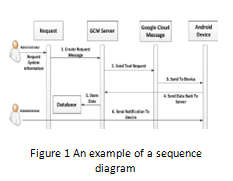 Request
GCM Server
Google Cloud
Message
Android
Device
Administrator
Request
System
Information
1. Create Request
Message
2. Send Tool Request
3. Send To Device
4. Send Data Back To
Server
5. Store
Data
Database
6. Send Notification To
Device
Administrator
Figure 1 An example of a sequence
diagram